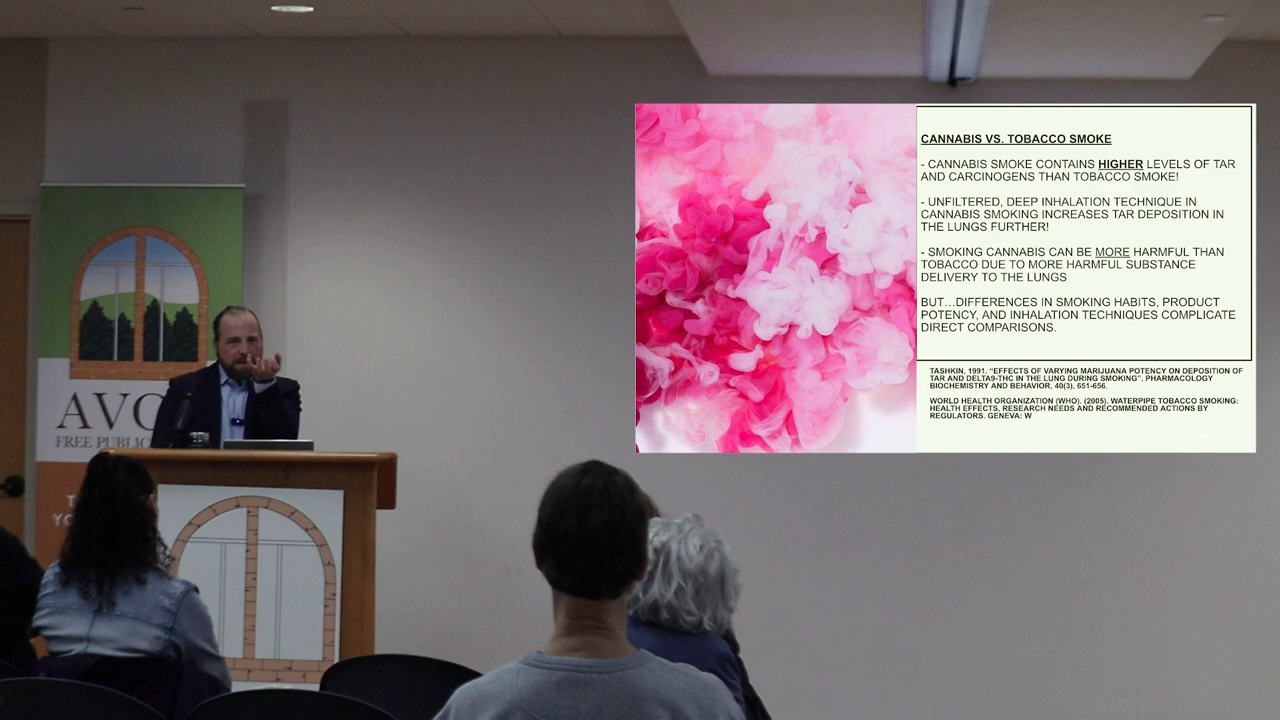 CANNABIS VS. TOBACCO SMOKE
- CANNABIS SMOKE CONTAINS HIGHER LEVELS OF TAR
AND CARCINOGENS THAN TOBACCO SMOKE!
- UNFILTERED, DEEP INHALATION TECHNIQUE IN
CANNABIS SMOKING INCREASES TAR DEPOSITION IN
THE LUNGS FURTHER!
- SMOKING CANNABIS CAN BE MORE HARMFUL THAN
TOBACCO DUE TO MORE HARMFUL SUBSTANCE
DELIVERY TO THE LUNGS
BUT...DIFFERENCES IN SMOKING HABITS, PRODUCT
POTENCY, AND INHALATION TECHNIQUES COMPLICATE
DIRECT COMPARISONS.
TASHKIN, 1991. "EFFECTS OF VARYING MARIJUANA POTENCY ON DEPOSITION OF
TAR AND DELTA9-THC IN THE LUNG DURING SMOKING". PHARMACOLOGY
BIOCHEMISTRY AND BEHAVIOR, 40(3), 651-656.
WORLD HEALTH ORGANIZATION (WHO). (2005). WATERPIPE TOBACCO SMOKING:
HEALTH EFFECTS, RESEARCH NEEDS AND RECOMMENDED ACTIONS BY
REGULATORS. GENEVA: W
AVO
FREE PUBLIC